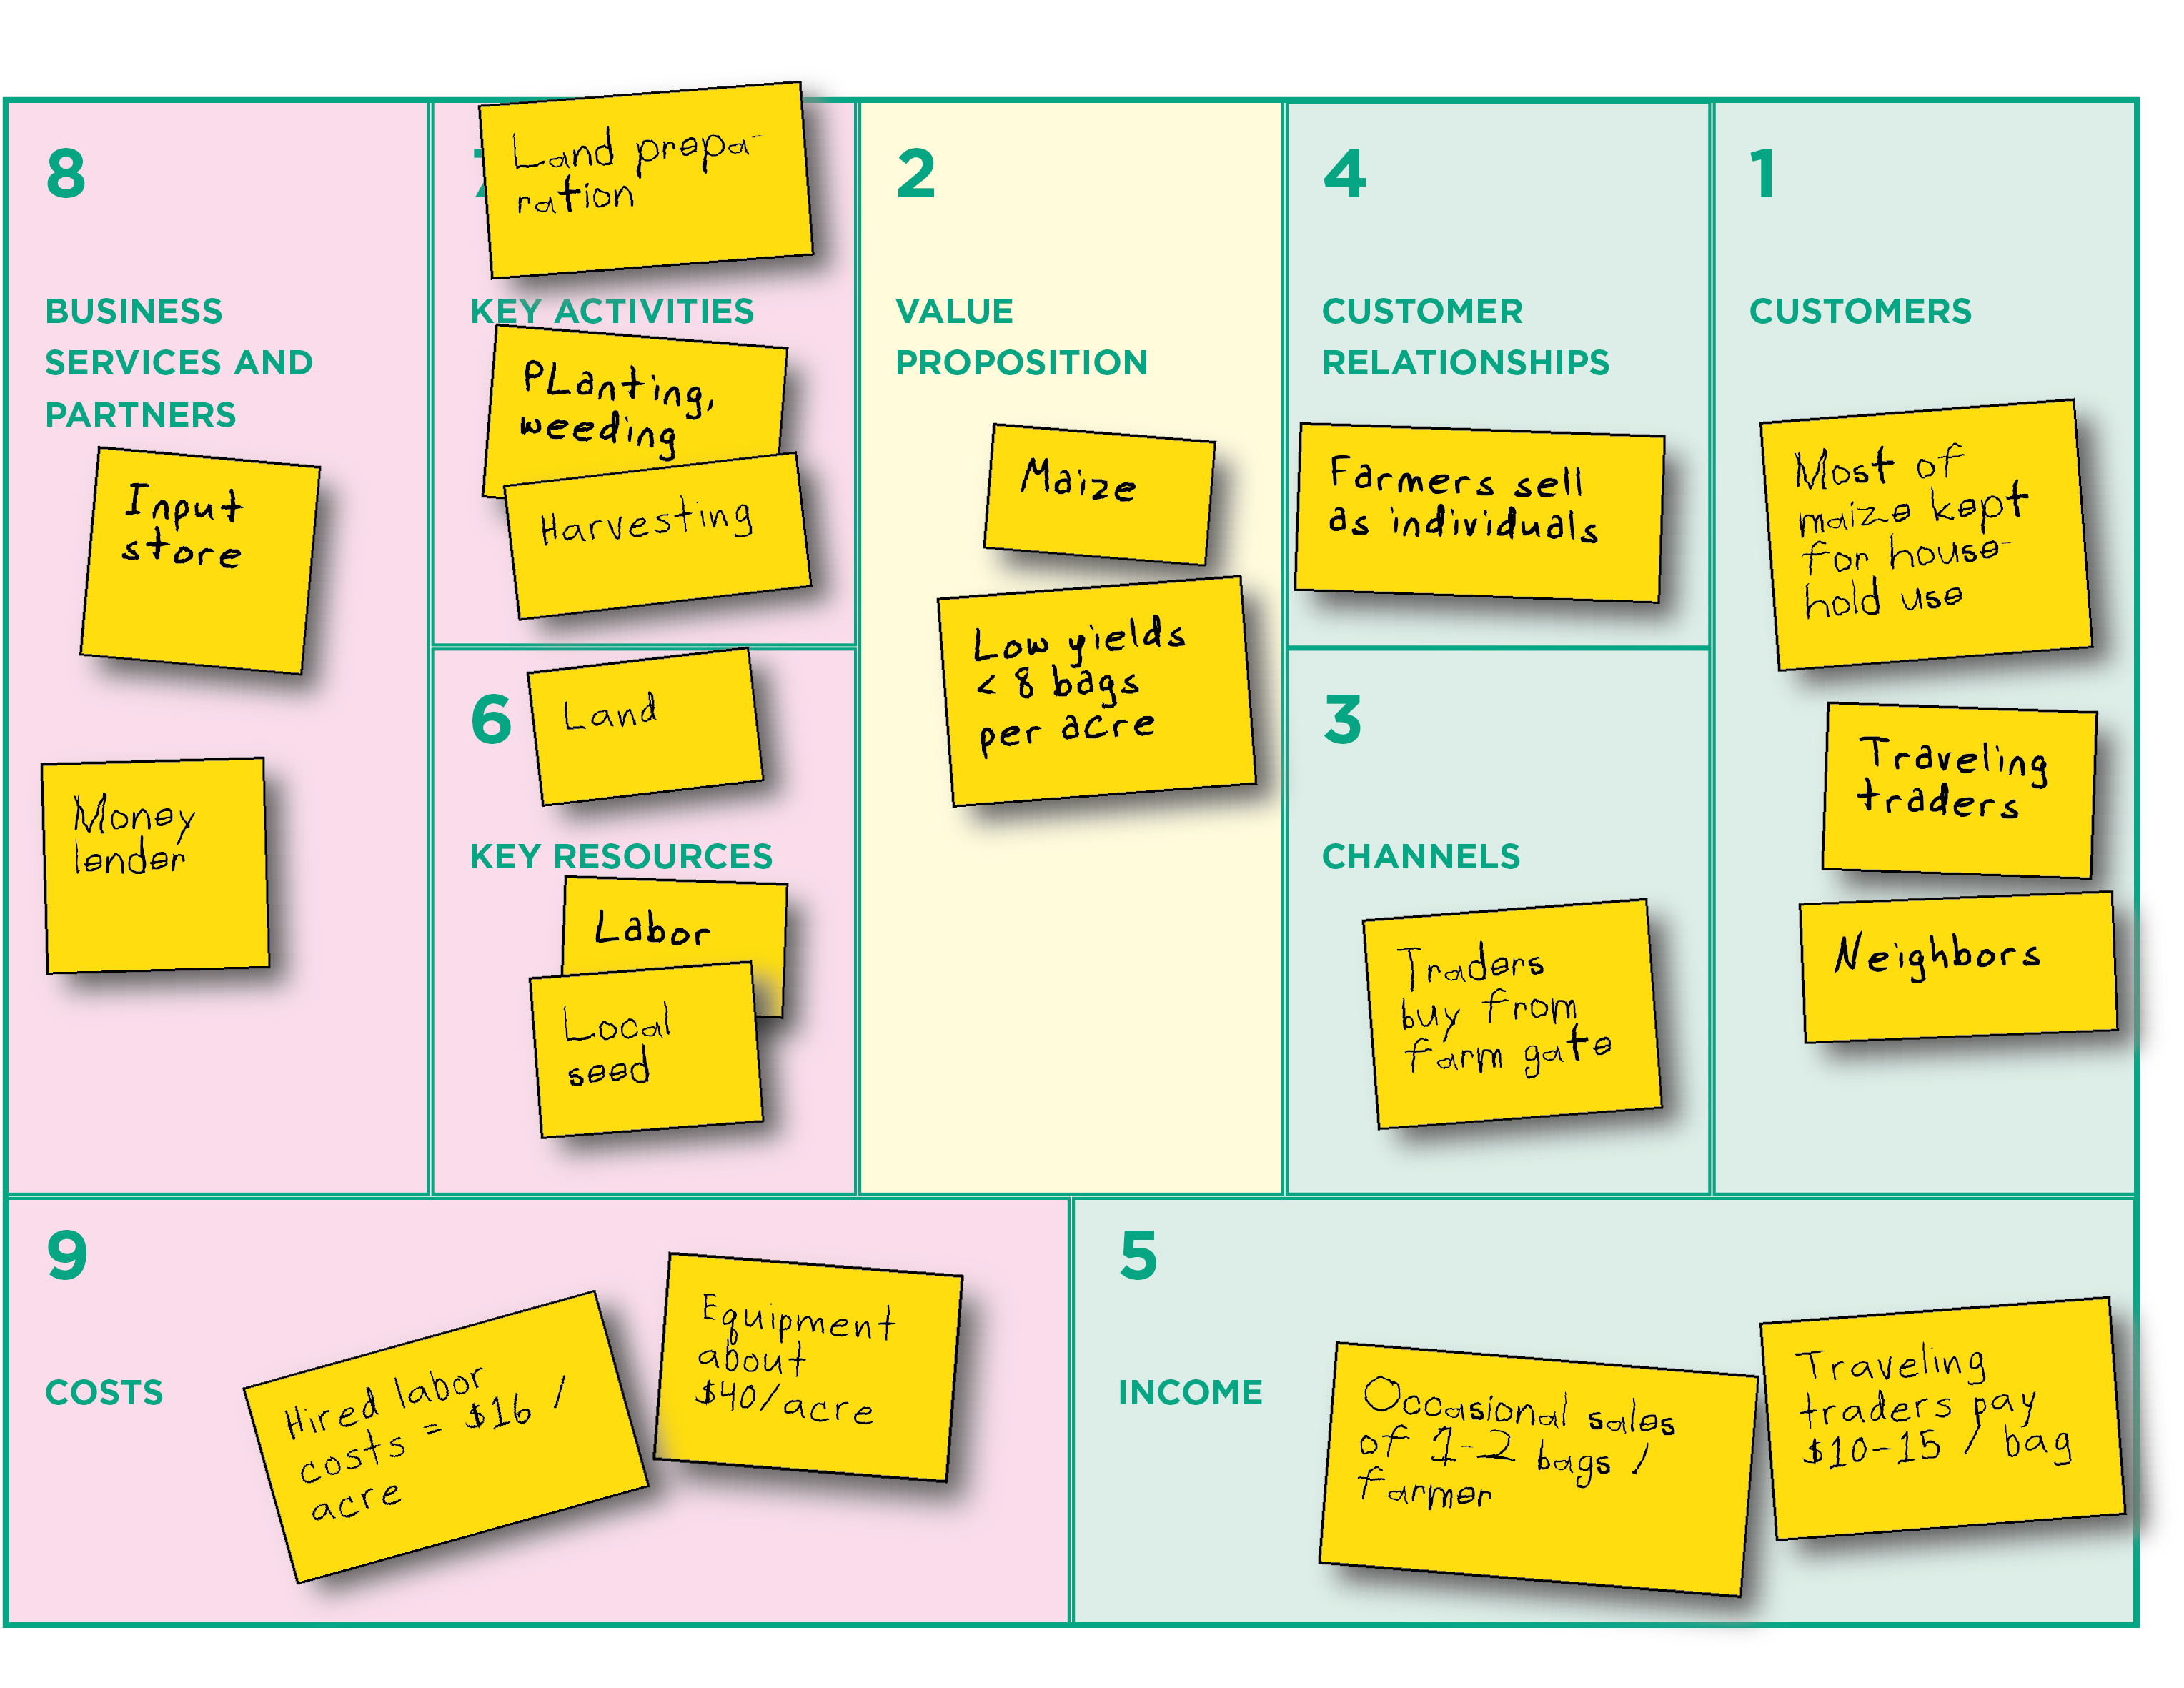 8
BUSINESS
SERVICES AND
PARTNERS
Input
store
Money
lender
Land prepa-
ration
KEY ACTIVITIES
PLanting,
weeding
Harvesting
6
Land
KEY RESOURCES
Labor
Local
seed
2
VALUE
PROPOSITION
Maize
Low yields
< 8 bags
per acre
4
CUSTOMER
RELATIONSHIPS
Farmers sell
as individuals
3
CHANNELS
Traders
buy from
farm gate
1
CUSTOMERS
Most of
maize kept
for house-
hold use
Traveling
traders
Neighbors
9
COSTS
Hired labor
costs = $16 /
acre
Equipment
about
$40/acre
5
INCOME
Occasional sales
of 1-2 bags /
farmer
Traveling
traders pay
$10-15 / bag